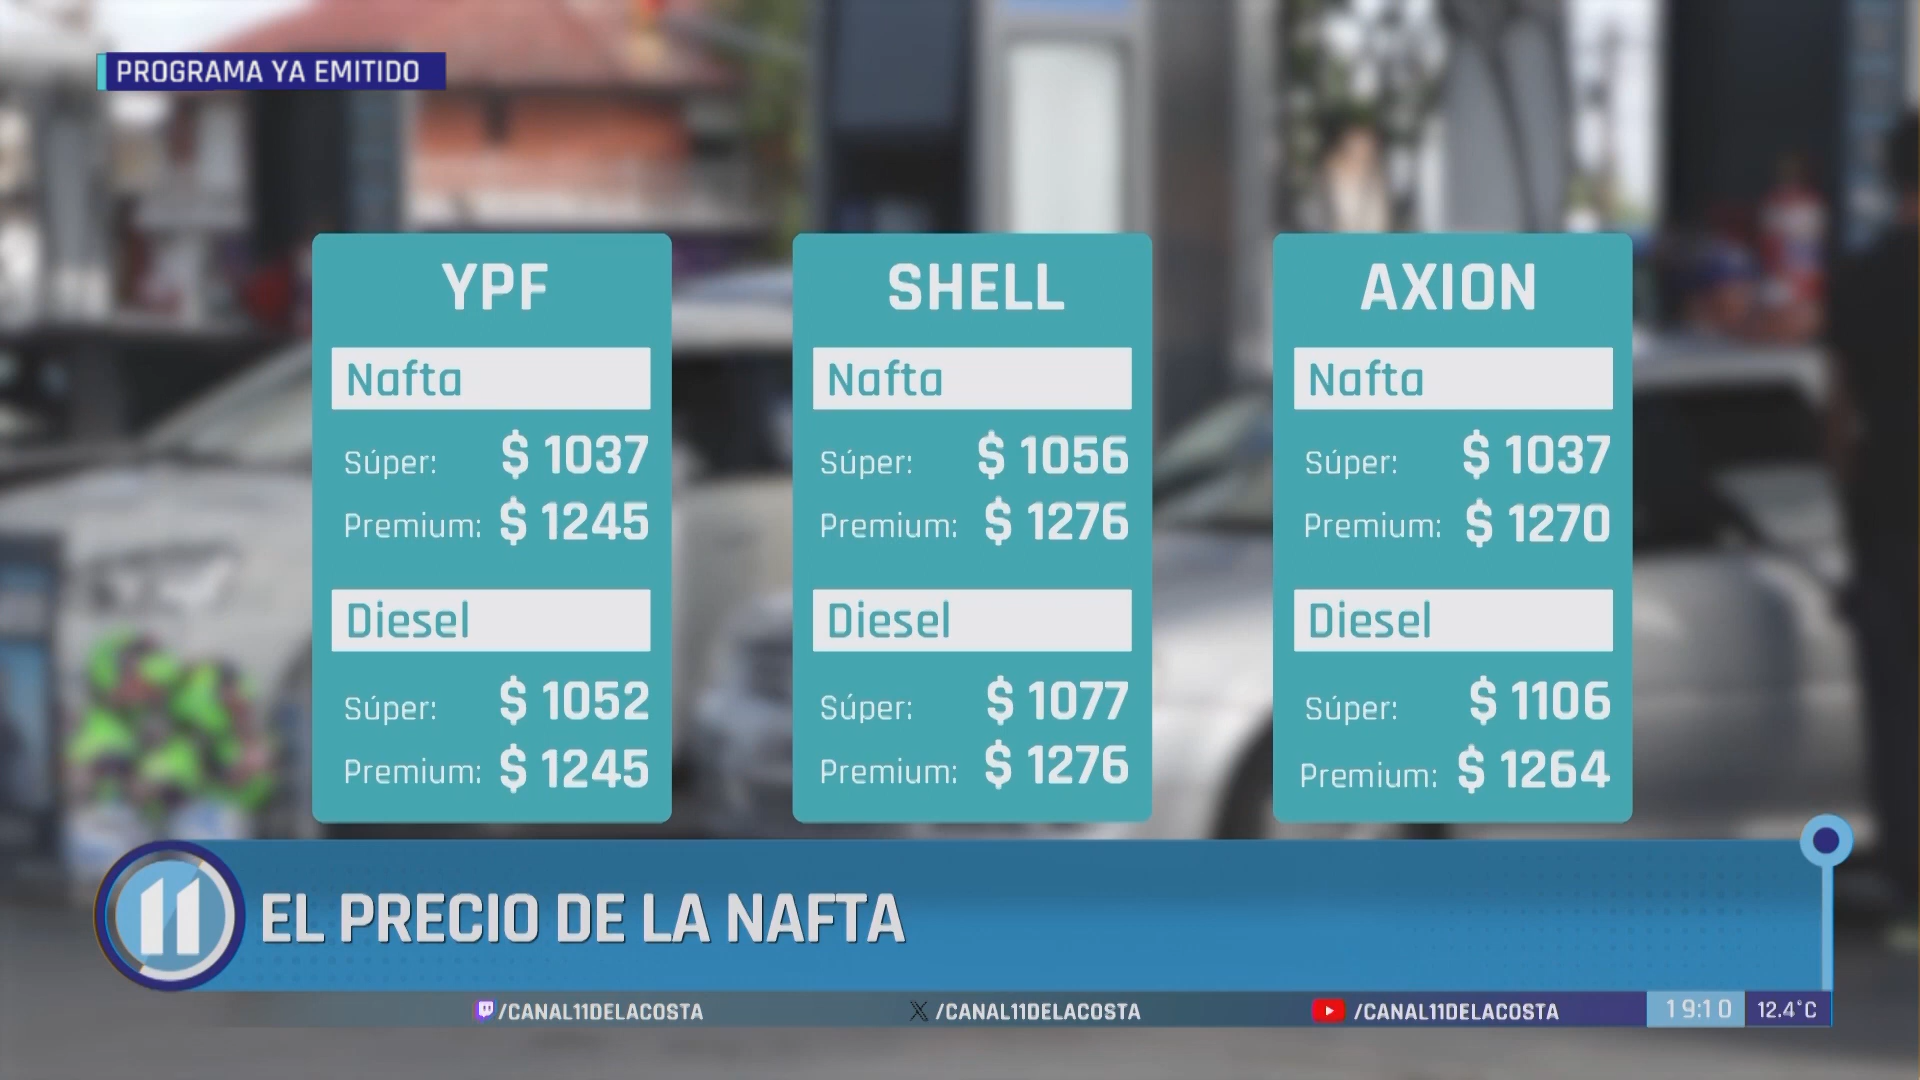 PROGRAMA YA EMITIDO
YPF
Nafta
Súper: $ 1037
Premium: $ 1245
Diesel
Súper: $ 1052
Premium: $ 1245
SHELL
Nafta
Súper: $ 1056
Premium: $ 1276
Diesel
Súper: $ 1077
Premium: $ 1276
AXION
Nafta
Súper: $ 1037
Premium: $ 1270
Diesel
Súper: $ 1106
Premium: $ 1264
11 EL PRECIO DE LA NAFTA
/CANAL11DELACOSTA /CANAL11DELACOSTA /CANAL11DELACOSTA 19:10 12.4°C